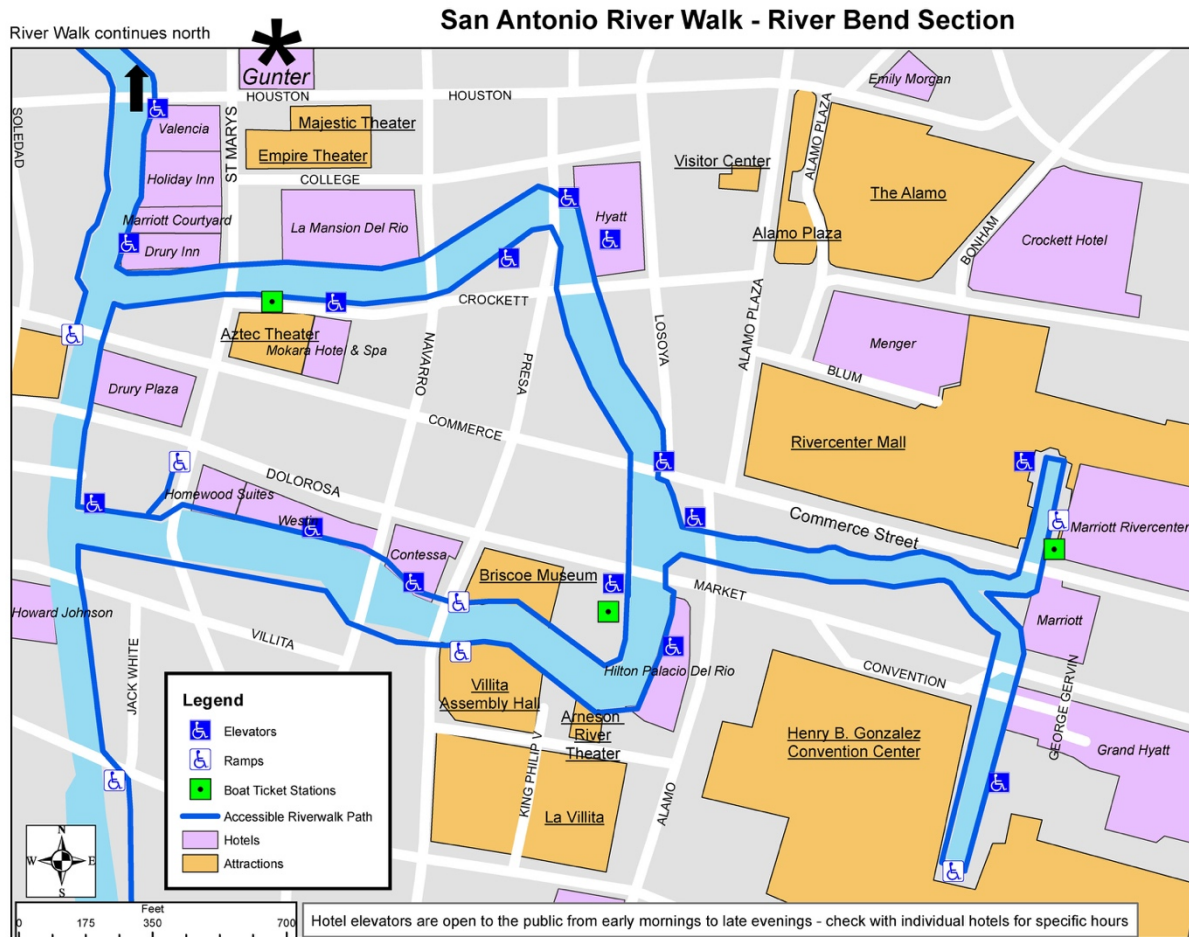 San Antonio River Walk - River Bend Section
River Walk continues north
*
Gunter
Emily Morgan
HOUSTON
HOUSTON
SOLEDAD
ST MARYS
Valencia
Majestic Theater
Empire Theater
ALAMO PLAZA
Visitor Center
The Alamo
Holiday Inn
COLLEGE
Marriott Courtyard
La Mansion Del Rio
Hyatt
Alamo Plaza
BONHAM
Crockett Hotel
Drury Inn
CROCKETT
Aztec Theater
Mokara Hotel & Spa
NAVARRO
PRESA
LOSOYA
ALAMO PLAZA
Menger
BLUM
Drury Plaza
COMMERCE
Rivercenter Mall
DOLOROSA
Homewood Suites
Westin
Commerce Street
Marriott Rivercenter
Contessa
Briscoe Museum
MARKET
Howard Johnson
JACK WHITE
VILLITA
Marriott
Hilton Palacio Del Rio
CONVENTION
GEORGE GERVIN
Villita
Assembly Hall
Arneson
River
Theater
KING PHILIP V
Henry B. Gonzalez
Convention Center
Grand Hyatt
La Villita
ALAMO
Legend
Elevators
Ramps
Boat Ticket Stations
Accessible Riverwalk Path
Hotels
Attractions
N
W E
S
Feet
0 175 350 700
Hotel elevators are open to the public from early mornings to late evenings - check with individual hotels for specific hours